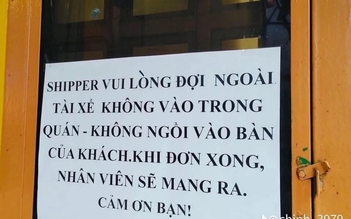 SHIPPER VUI LÒNG ĐỢI NGOÀI
TÀI XẾ KHÔNG VÀO TRONG
QUÁN - KHÔNG NGỒI VÀO BÀN
CỦA KHÁCH.KHI ĐƠN XONG,
NHÂN VIÊN SẼ MANG RA.
CẢM ƠN BẠN!